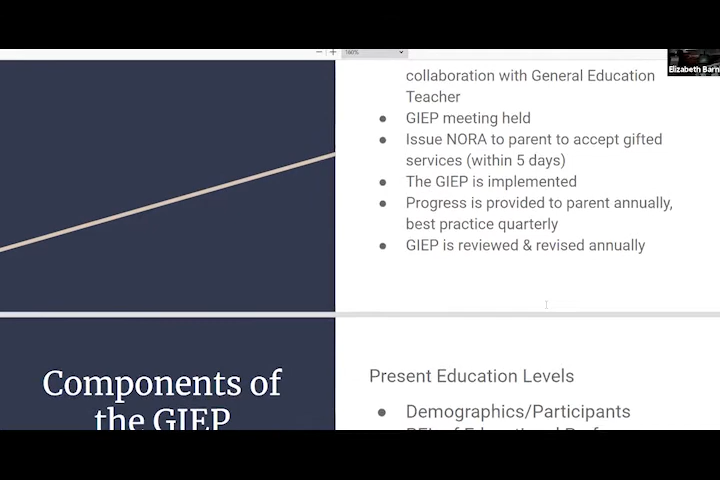 160%
Elizabeth Barn
collaboration with General Education
Teacher
● GIEP meeting held
● Issue NORA to parent to accept gifted
services (within 5 days)
● The GIEP is implemented
● Progress is provided to parent annually,
best practice quarterly
● GIEP is reviewed & revised annually
Components of
the GIEP
Present Education Levels
● Demographics/Participants